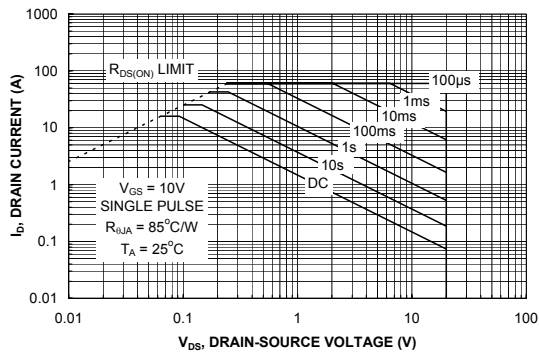 1000
100
10
1
0.1
0.01
I_D, DRAIN CURRENT (A)
R_DS(ON) LIMIT
100µs
1ms
10ms
100ms
1s
10s
DC
V_GS = 10V
SINGLE PULSE
R_θJA = 85°C/W
T_A = 25°C
0.01 0.1 1 10 100
V_DS, DRAIN-SOURCE VOLTAGE (V)